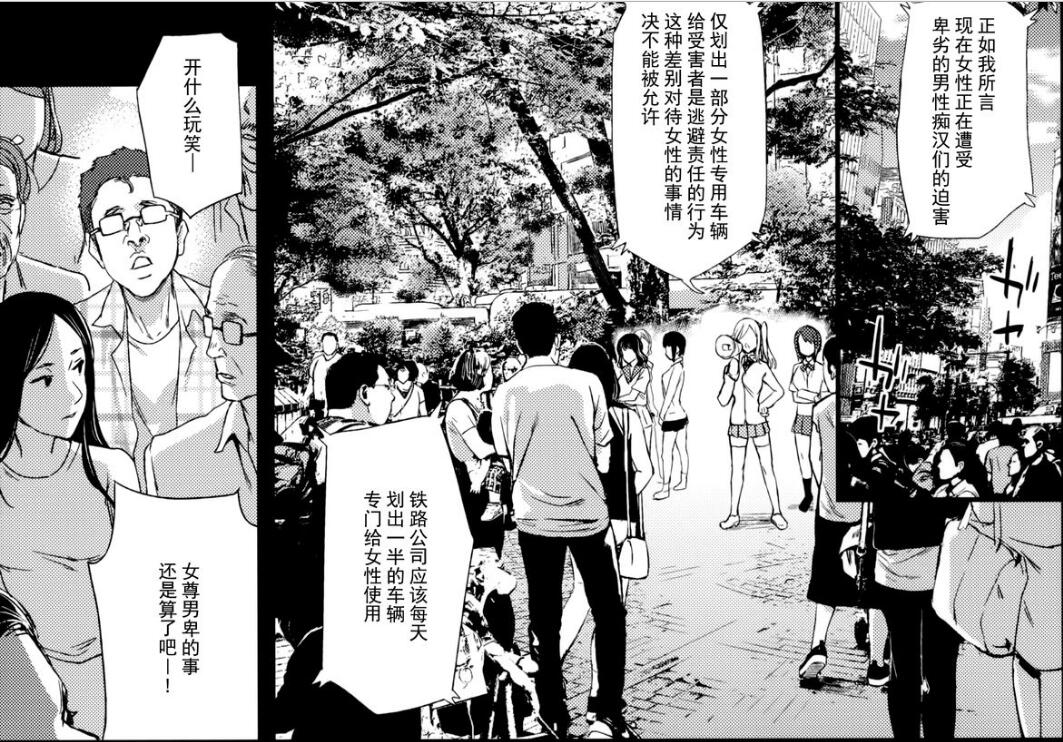 正如我所言
现在女性正在遭受
卑劣的男性痴汉们的迫害
ザワ
ザワ
仅划出一部分女性专用车辆
给受害者是逃避责任的行为
这种差别对待女性的事情
决不能被允许
铁路公司应该每天
划出一半的车辆
专门给女性使用
开什么玩笑—
女尊男卑的事
还是算了吧—！